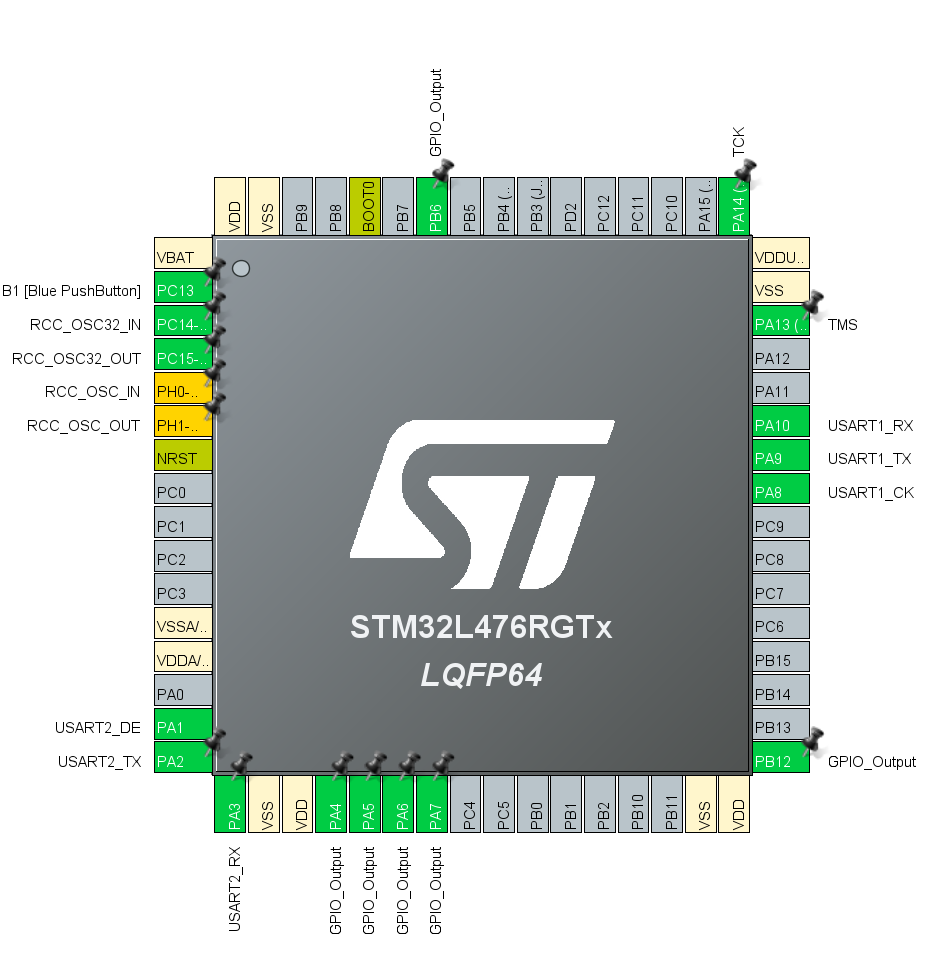 GPIO_Output
TCK
VDD
VSS
PB9
PB8
BOOT0
PB7
PB6
PB5
PB4 (..
PB3 (J..
PD2
PC12
PC11
PC10
PA15 (..
PA14 (..
VBAT
B1 [Blue PushButton]
PC13
RCC_OSC32_IN
PC14-..
RCC_OSC32_OUT
PC15-..
RCC_OSC_IN
PH0-..
RCC_OSC_OUT
PH1-..
NRST
PC0
PC1
PC2
PC3
VSSA/..
VDDA/..
PA0
USART2_DE
PA1
USART2_TX
PA2
VDDU..
VSS
PA13 (..
TMS
PA12
PA11
PA10
USART1_RX
PA9
USART1_TX
PA8
USART1_CK
PC9
PC8
PC7
PC6
PB15
PB14
PB13
PB12
GPIO_Output
ST
STM32L476RGTx
LQFP64
PA3
VSS
VDD
PA4
PA5
PA6
PA7
PC4
PC5
PB0
PB1
PB2
PB10
PB11
VSS
VDD
USART2_RX
GPIO_Output
GPIO_Output
GPIO_Output
GPIO_Output